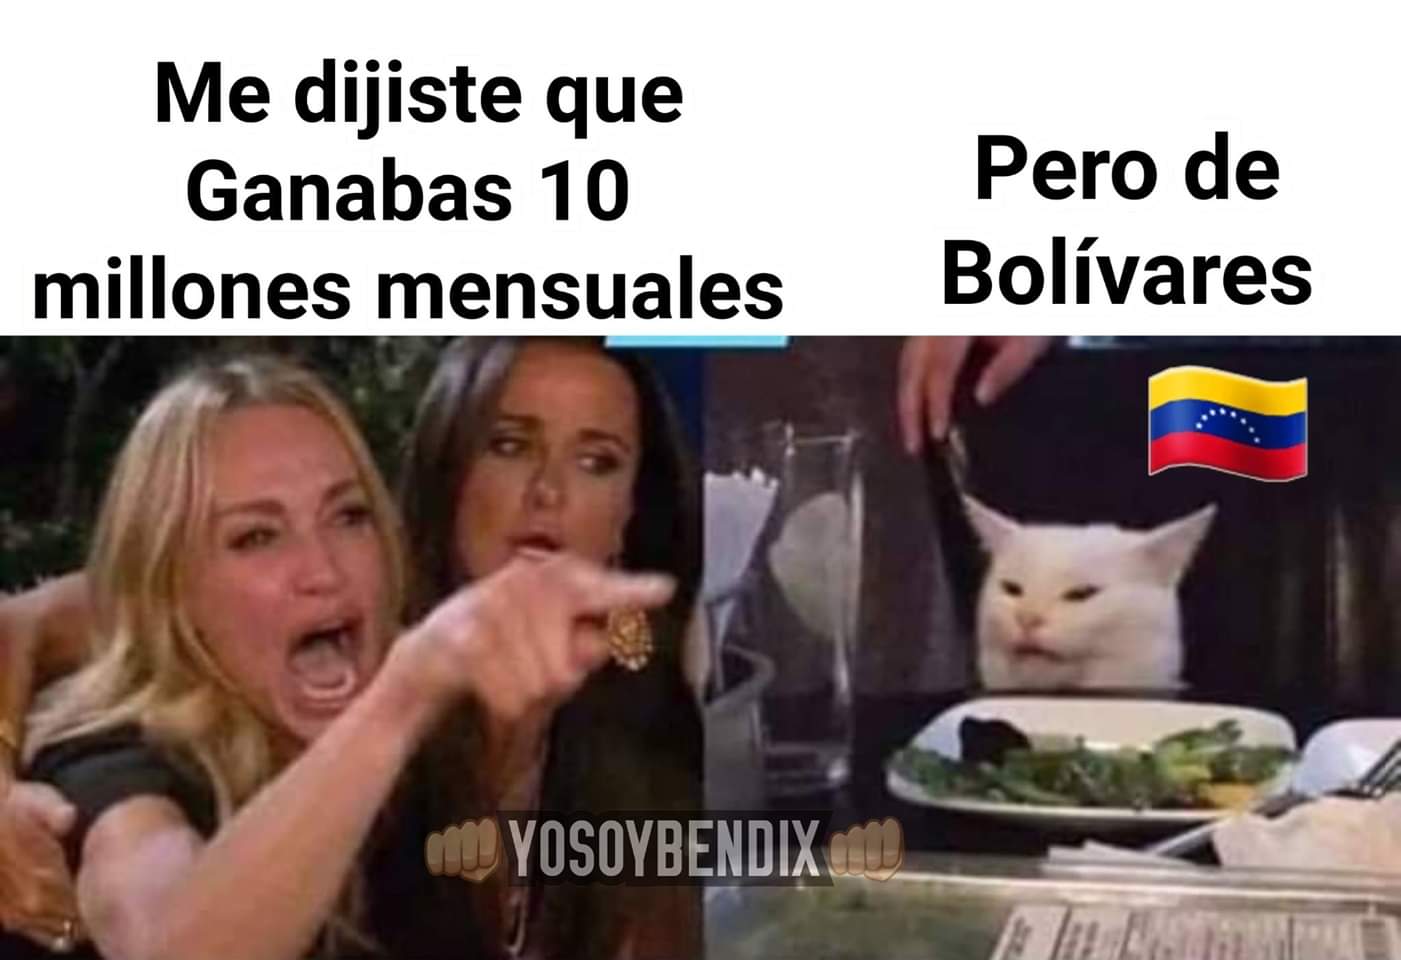 Me dijiste que
Ganabas 10
millones mensuales
Pero de
Bolívares
YOSOYBENDIX